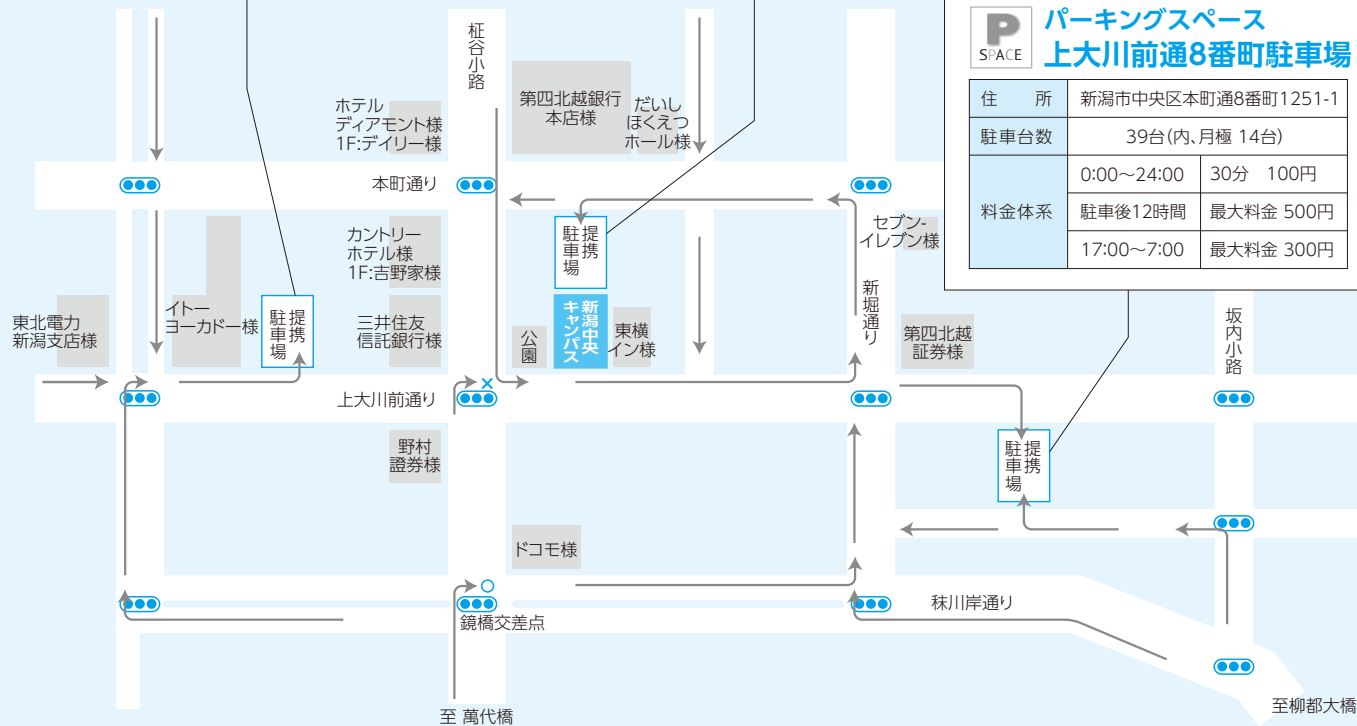 P
SPACE
パーキングスペース
上大川前通8番町駐車場
住 所
新潟市中央区本町通8番町1251-1
駐車台数
39台(内、月極 14台)
料金体系
0:00～24:00
30分 100円
駐車後12時間
最大料金 500円
17:00～7:00
最大料金 300円
柾谷小路
ホテル
ディアモント様
1F:デイリー様
第四北越銀行
本店様
だいし
ほくえつ
ホール様
本町通り
カントリー
ホテル様
1F:吉野家様
提携
駐車場
セブン-
イレブン様
東北電力
新潟支店様
イトー
ヨーカドー様
提携
駐車場
三井住友
信託銀行様
公園
新潟中央
キャンパス
東横
イン様
新堀通り
第四北越
証券様
坂内小路
上大川前通り
野村
證券様
提携
駐車場
ドコモ様
秣川岸通り
鏡橋交差点
至 萬代橋
至柳都大橋